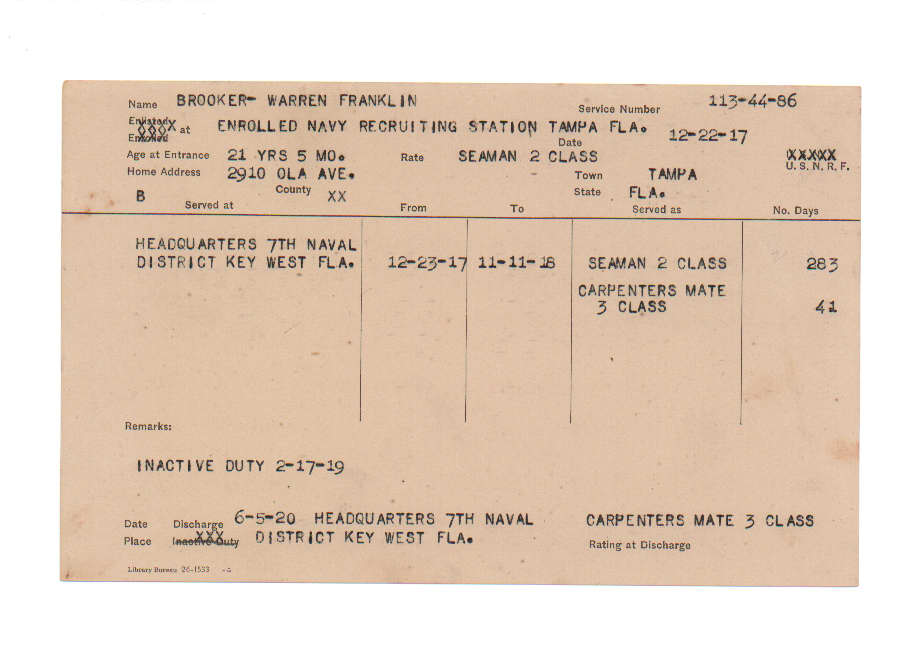 Name BROOKER- WARREN FRANKLIN Service Number 113-44-86
Enlisted XXXX at ENROLLED NAVY RECRUITING STATION TAMPA FLA. Date 12-22-17
Enrolled
Age at Entrance 21 YRS 5 MO. Rate SEAMAN 2 CLASS XXXXX U. S. N. R. F.
Home Address 2910 OLA AVE. Town TAMPA
B County XX State FLA.
Served at From To Served as No. Days
HEADQUARTERS 7TH NAVAL
DISTRICT KEY WEST FLA. 12-23-17 11-11-18 SEAMAN 2 CLASS 283
CARPENTERS MATE
3 CLASS 41
Remarks:
INACTIVE DUTY 2-17-19
Date Discharge 6-5-20 HEADQUARTERS 7TH NAVAL CARPENTERS MATE 3 CLASS
Place Inactive Duty XXX DISTRICT KEY WEST FLA. Rating at Discharge
Library Bureau 26-1533